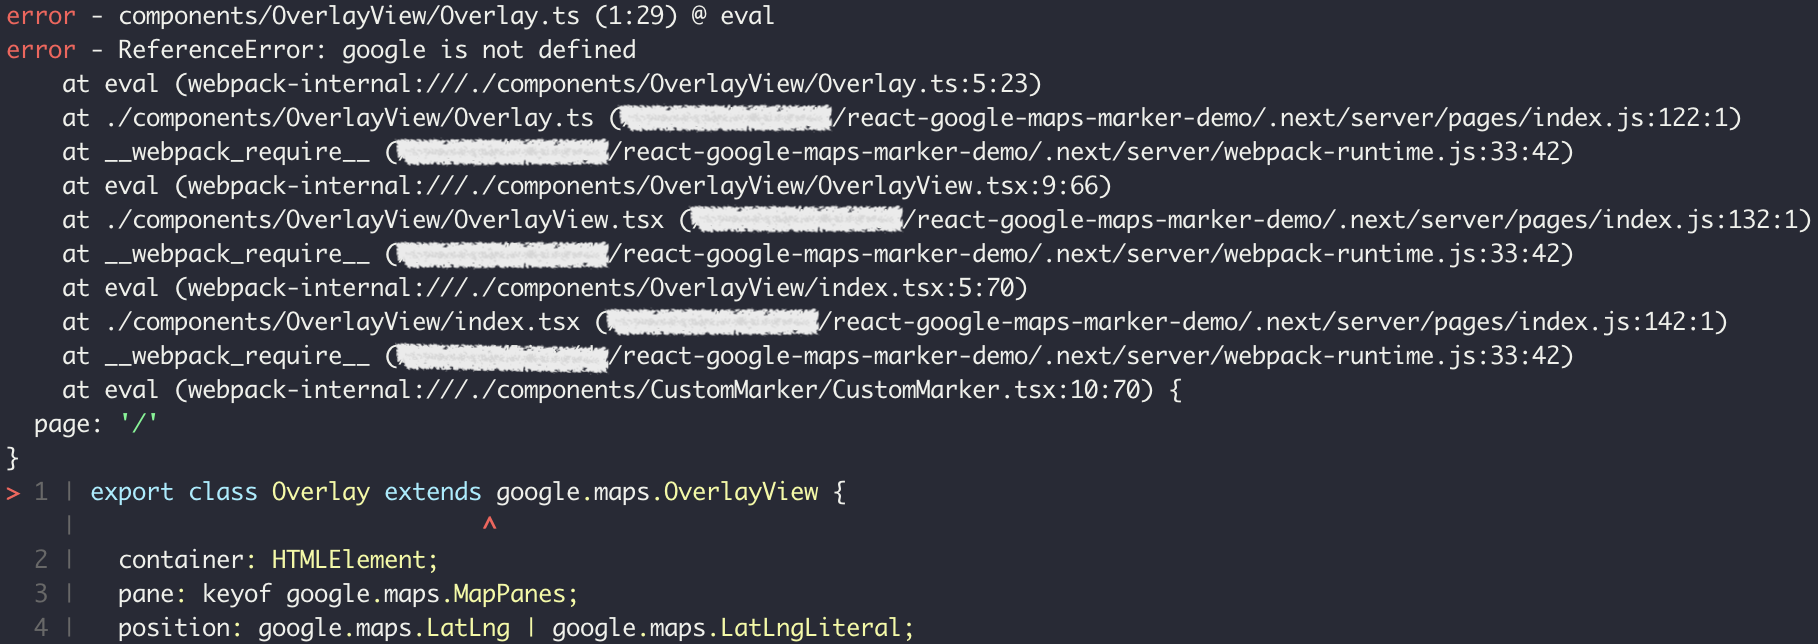 error - components/OverlayView/Overlay.ts (1:29) @ eval
error - ReferenceError: google is not defined
    at eval (webpack-internal:///./components/OverlayView/Overlay.ts:5:23)
    at ./components/OverlayView/Overlay.ts (/react-google-maps-marker-demo/.next/server/pages/index.js:122:1)
    at __webpack_require__ (/react-google-maps-marker-demo/.next/server/webpack-runtime.js:33:42)
    at eval (webpack-internal:///./components/OverlayView/OverlayView.tsx:9:66)
    at ./components/OverlayView/OverlayView.tsx (/react-google-maps-marker-demo/.next/server/pages/index.js:132:1)
    at __webpack_require__ (/react-google-maps-marker-demo/.next/server/webpack-runtime.js:33:42)
    at eval (webpack-internal:///./components/OverlayView/index.tsx:5:70)
    at ./components/OverlayView/index.tsx (/react-google-maps-marker-demo/.next/server/pages/index.js:142:1)
    at __webpack_require__ (/react-google-maps-marker-demo/.next/server/webpack-runtime.js:33:42)
    at eval (webpack-internal:///./components/CustomMarker/CustomMarker.tsx:10:70) {
  page: '/'
}
> 1 | export class Overlay extends google.maps.OverlayView {
    |                             ^
  2 |   container: HTMLElement;
  3 |   pane: keyof google.maps.MapPanes;
  4 |   position: google.maps.LatLng | google.maps.LatLngLiteral;